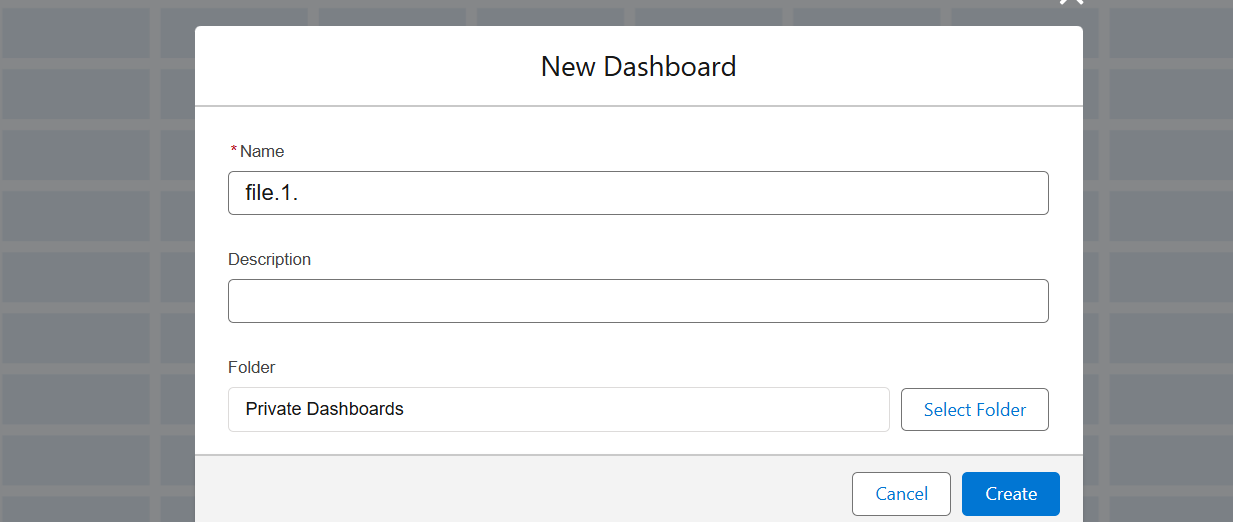 New Dashboard
*Name
file.1.
Description
Folder
Private Dashboards
Select Folder
Cancel
Create